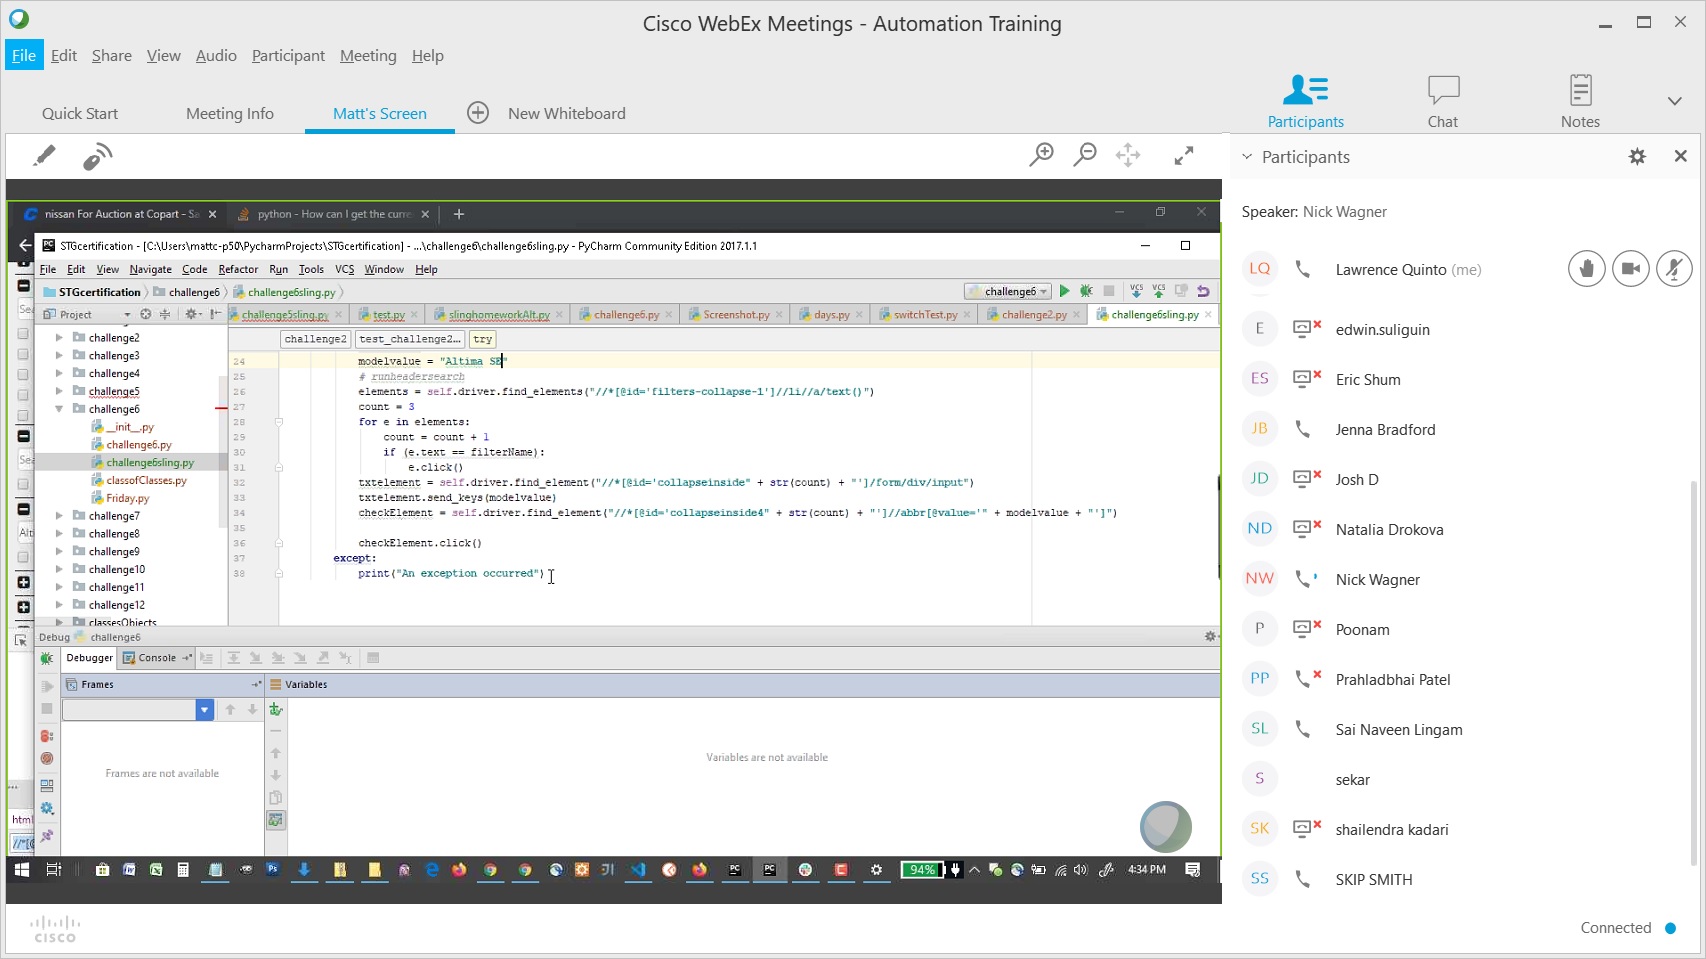 Cisco WebEx Meetings - Automation Training
File Edit Share View Audio Participant Meeting Help
Quick Start Meeting Info Matt's Screen New Whiteboard
Participants Chat Notes
Participants
Speaker: Nick Wagner
LQ Lawrence Quinto (me)
E edwin.suliguin
ES Eric Shum
JB Jenna Bradford
JD Josh D
ND Natalia Drokova
NW Nick Wagner
P Poonam
PP Prahladbhai Patel
SL Sai Naveen Lingam
S sekar
SK shailendra kadari
SS SKIP SMITH
Connected
nissan For Auction at Copart - Sa
python - How can I get the curre
STGcertification - [C:\Users\mattc-p50\PycharmProjects\STGcertification] - ...\challenge6\challenge6sling.py - PyCharm Community Edition 2017.1.1
File Edit View Navigate Code Refactor Run Tools VCS Window Help
STGcertification challenge6 challenge6sling.py
challenge6
VCS VCS
Project
challenge5sling.py test.py slinghomeworkAlt.py challenge6.py Screenshot.py days.py switchTest.py challenge2.py challenge6sling.py
challenge2 test_challenge2... try
challenge2
challenge3
challenge4
challenge5
challenge6
__init__.py
challenge6.py
challenge6sling.py
classofClasses.py
Friday.py
challenge7
challenge8
challenge9
challenge10
challenge11
challenge12
classesObjects
24 modelvalue = "Altima SE"
25 # runheadersearch
26 elements = self.driver.find_elements("//*[@id='filters-collapse-1']//li//a/text()")
27 count = 3
28 for e in elements:
29 count = count + 1
30 if (e.text == filterName):
31 e.click()
32 txtelement = self.driver.find_element("//*[@id='collapseinside" + str(count) + "']/form/div/input")
33 txtelement.send_keys(modelvalue)
34 checkElement = self.driver.find_element("//*[@id='collapseinside4" + str(count) + "']//abbr[@value='" + modelvalue + "']")
35
36 checkElement.click()
37 except:
38 print("An exception occurred")
Debug challenge6
Debugger Console
Frames
Variables
Frames are not available
Variables are not available
html
94%
4:34 PM
CISCO